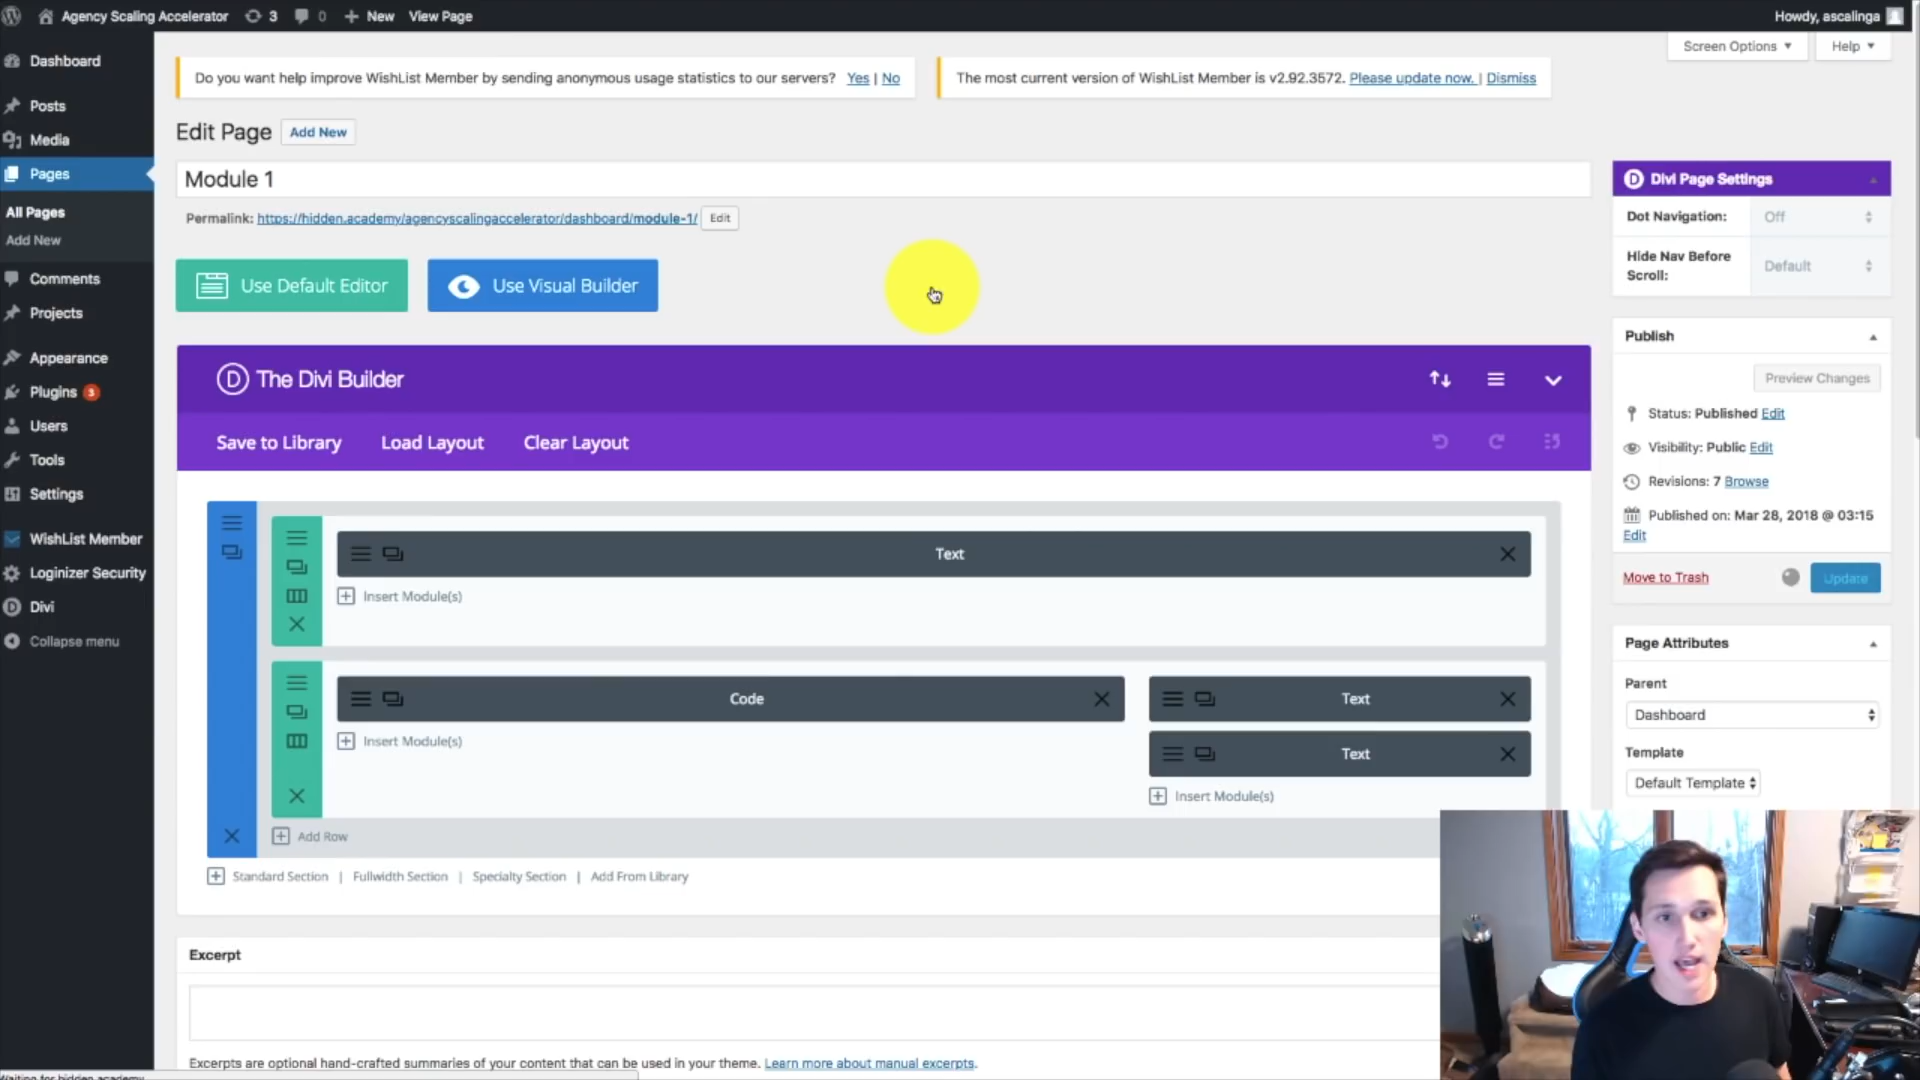 Agency Scaling Accelerator 3 0 New View Page Howdy, ascalinga
Screen Options Help
Dashboard
Posts
Media
Pages
All Pages
Add New
Comments
Projects
Appearance
Plugins 3
Users
Tools
Settings
WishList Member
Loginizer Security
Divi
Collapse menu
Do you want help improve WishList Member by sending anonymous usage statistics to our servers? Yes | No
The most current version of WishList Member is v2.92.3572. Please update now. | Dismiss
Edit Page Add New
Module 1
Permalink: https://hidden.academy/agencyscalingaccelerator/dashboard/module-1/ Edit
Use Default Editor Use Visual Builder
The Divi Builder
Save to Library Load Layout Clear Layout
Text
Insert Module(s)
Code
Insert Module(s)
Text
Text
Insert Module(s)
Add Row
Standard Section | Fullwidth Section | Specialty Section | Add From Library
Excerpt
Excerpts are optional hand-crafted summaries of your content that can be used in your theme. Learn more about manual excerpts.
Divi Page Settings
Dot Navigation: Off
Hide Nav Before Scroll: Default
Publish
Preview Changes
Status: Published Edit
Visibility: Public Edit
Revisions: 7 Browse
Published on: Mar 28, 2018 @ 03:15
Edit
Move to Trash Update
Page Attributes
Parent
Dashboard
Template
Default Template
Waiting for hidden.academy